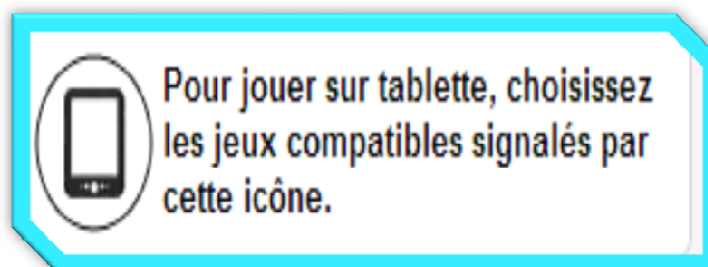 Pour jouer sur tablette, choisissez
les jeux compatibles signalés par
cette icône.